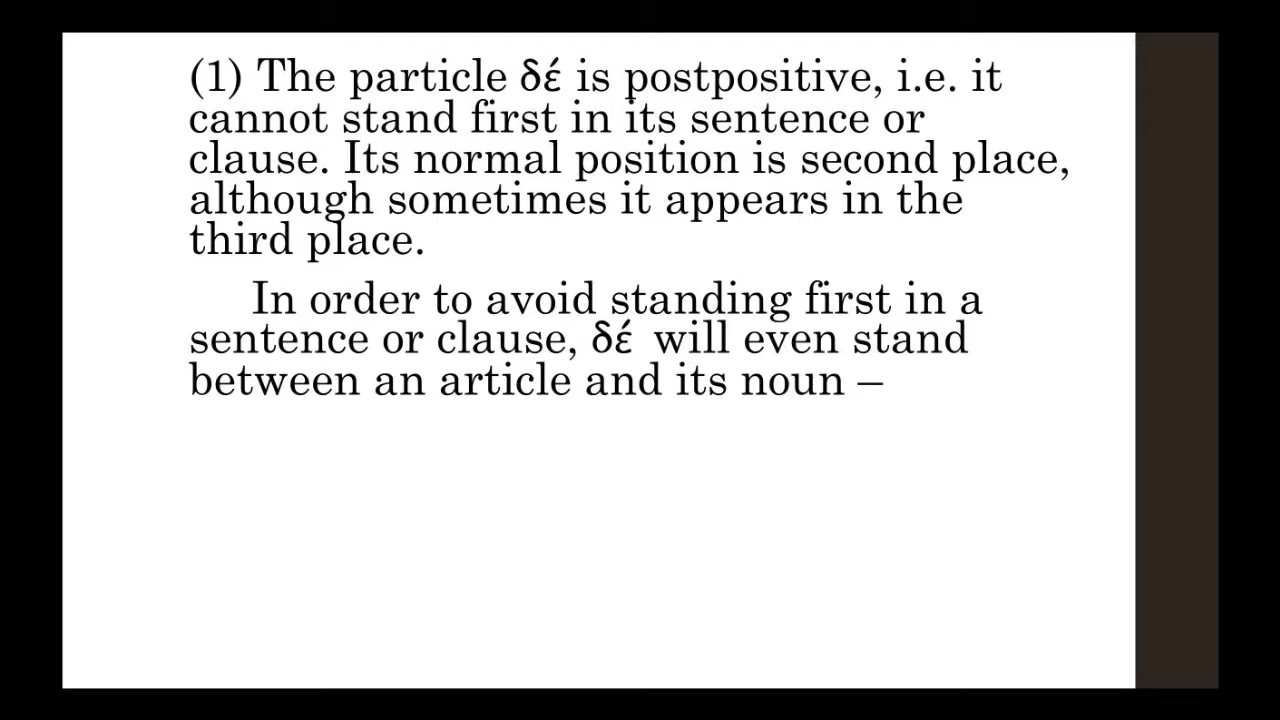 (1) The particle δέ is postpositive, i.e. it
cannot stand first in its sentence or
clause. Its normal position is second place,
although sometimes it appears in the
third place.
In order to avoid standing first in a
sentence or clause, δέ will even stand
between an article and its noun –